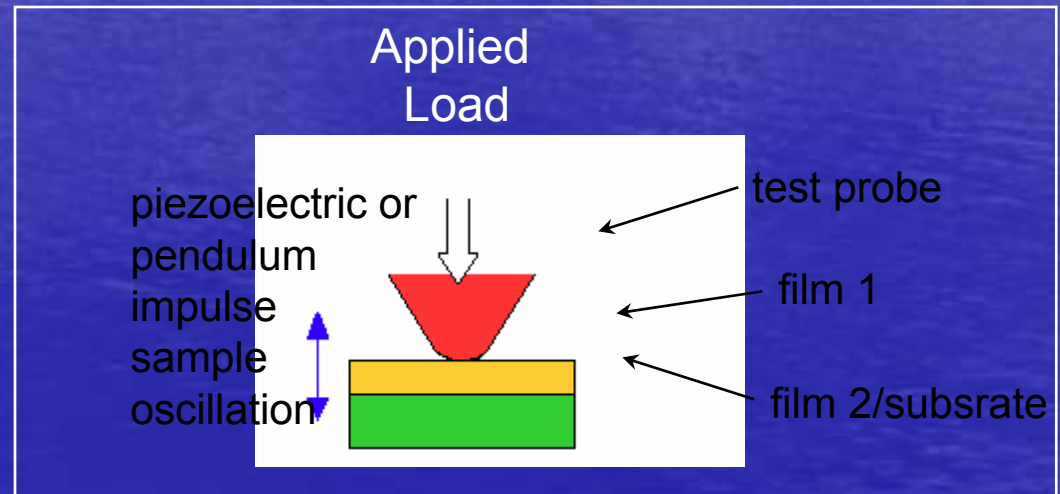 Applied
Load
piezoelectric or
pendulum
impulse
sample
oscillation
test probe
film 1
film 2/subsrate